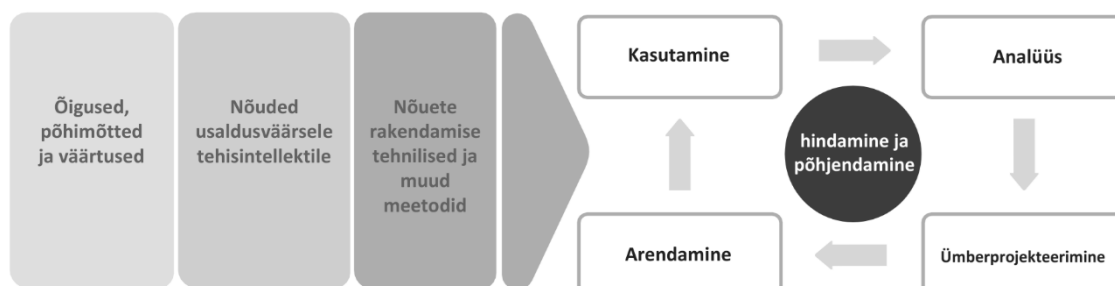 Õigused,
põhimõtted
ja väärtused
Nõuded
usaldusväärsele
tehisintellektile
Nõuete
rakendamise
tehnilised ja
muud
meetodid
Kasutamine
Analüüs
hindamine ja
põhjendamine
Arendamine
Ümberprojekteerimine